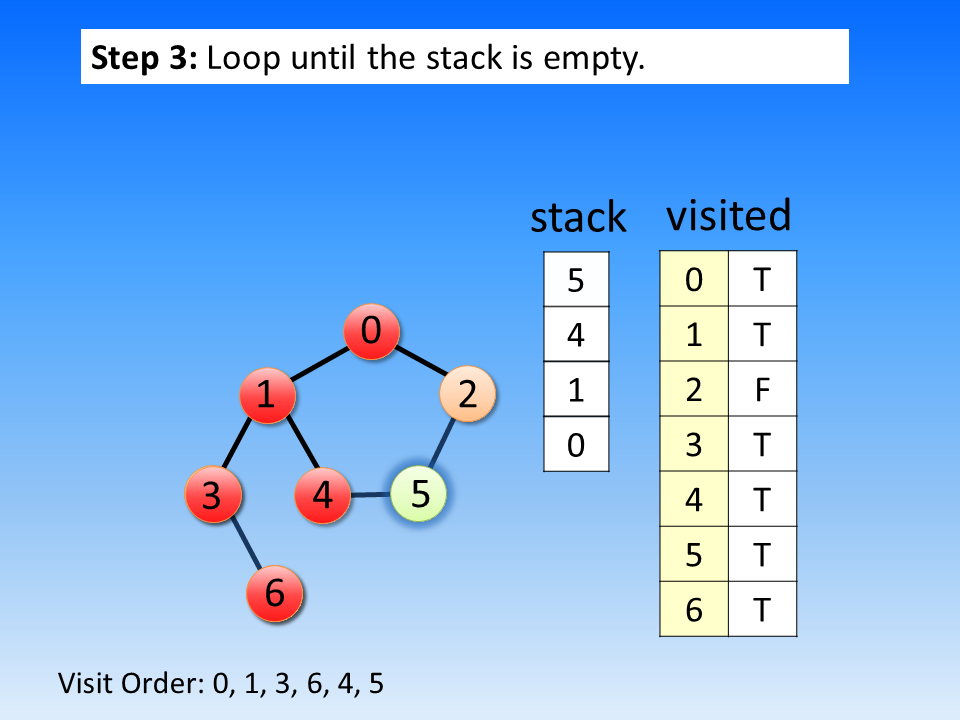 Step 3: Loop until the stack is empty.
stack visited
5
4
1
0
0 T
1 T
2 F
3 T
4 T
5 T
6 T
0
1 2
3 4 5
6
Visit Order: 0, 1, 3, 6, 4, 5